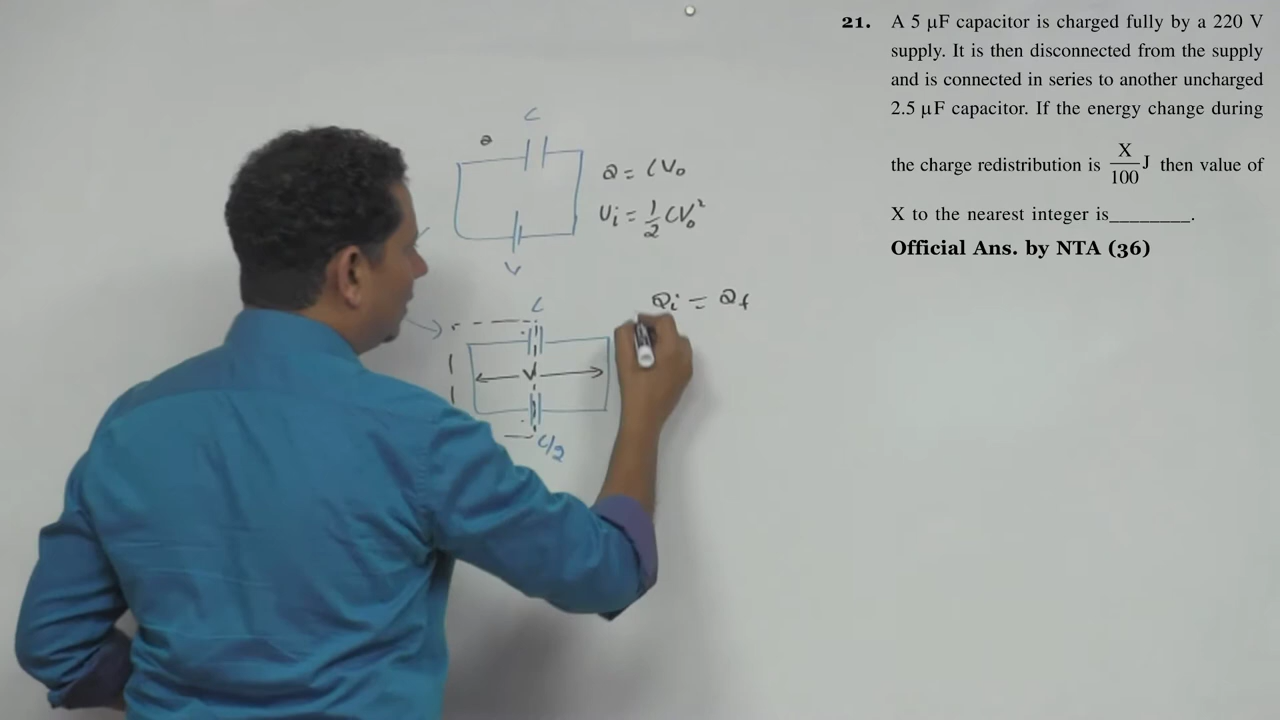 21. A 5 μF capacitor is charged fully by a 220 V
supply. It is then disconnected from the supply
and is connected in series to another uncharged
2.5 μF capacitor. If the energy change during
the charge redistribution is X/100 J then value of
X to the nearest integer is________.
Official Ans. by NTA (36)
C
Q
Q = CV₀
Uᵢ = 1/2 CV₀²
V
C
Qᵢ = Qf
V
C/2